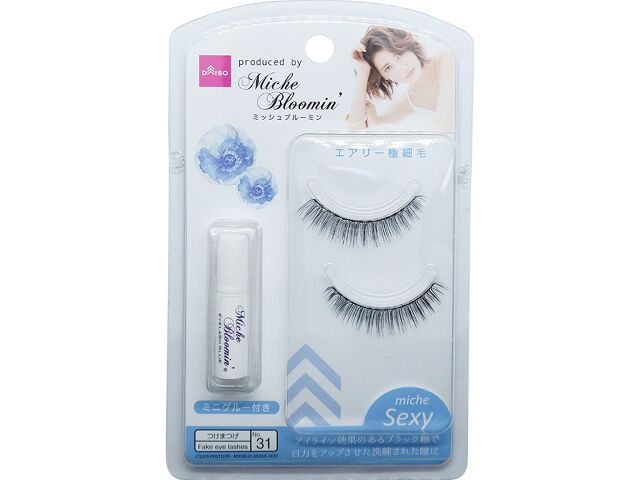 DAISO
produced by
Miche
Bloomin'
ミッシュブルーミン
エアリー極細毛
Miche
Bloomin'®
EYELASH GLUE
ミニグルー付き
つけまつげ
Fake eye lashes
No.
31
miche
Sexy
アイライン効果のあるブラック軸で
目力をアップさせた洗練された瞳に